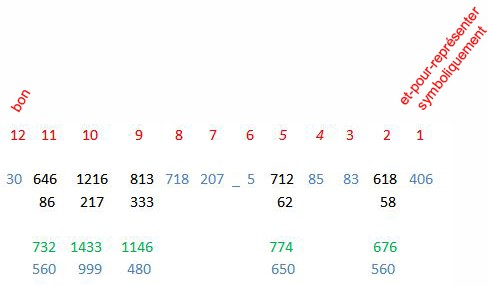 bon
et-pour-représenter
symboliquement
12 11 10 9 8 7 6 5 4 3 2 1
30 646 1216 813 718 207 _ 5 712 85 83 618 406
86 217 333 62 58
732 1433 1146 774 676
560 999 480 650 560